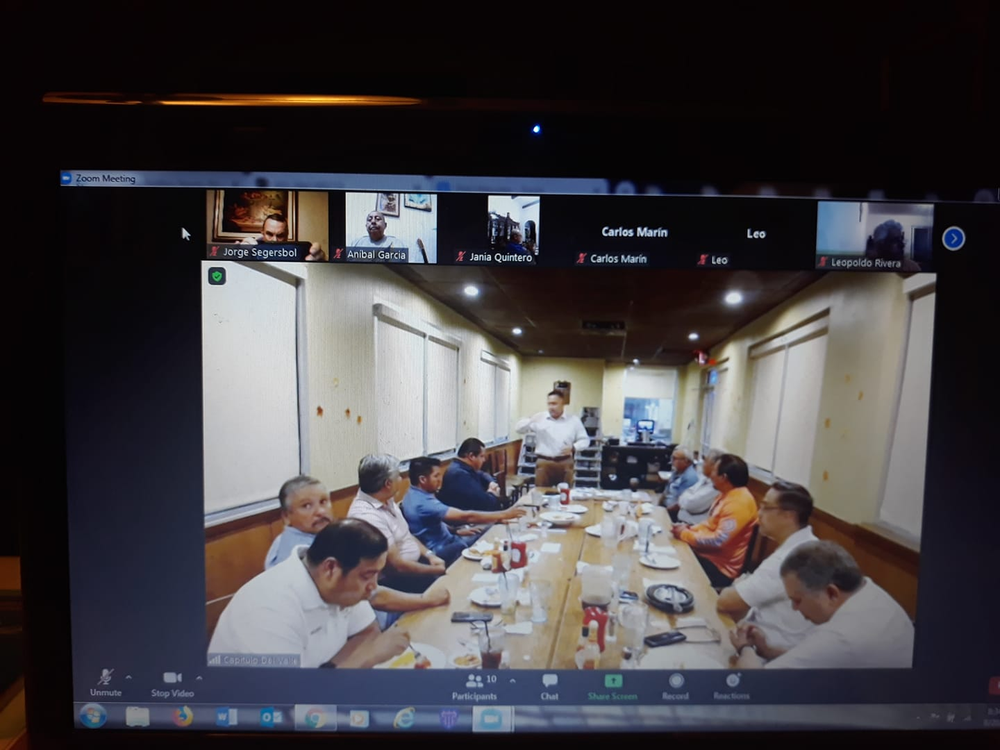 Zoom Meeting
Jorge Segersbol
Aníbal Garcia
Jania Quintero
Carlos Marín
Carlos Marín
Leo
Leo
Leopoldo Rivera
Capitulo Del Valle
Unmute
Stop Video
10
Participants
Chat
Share Screen
Record
Reactions